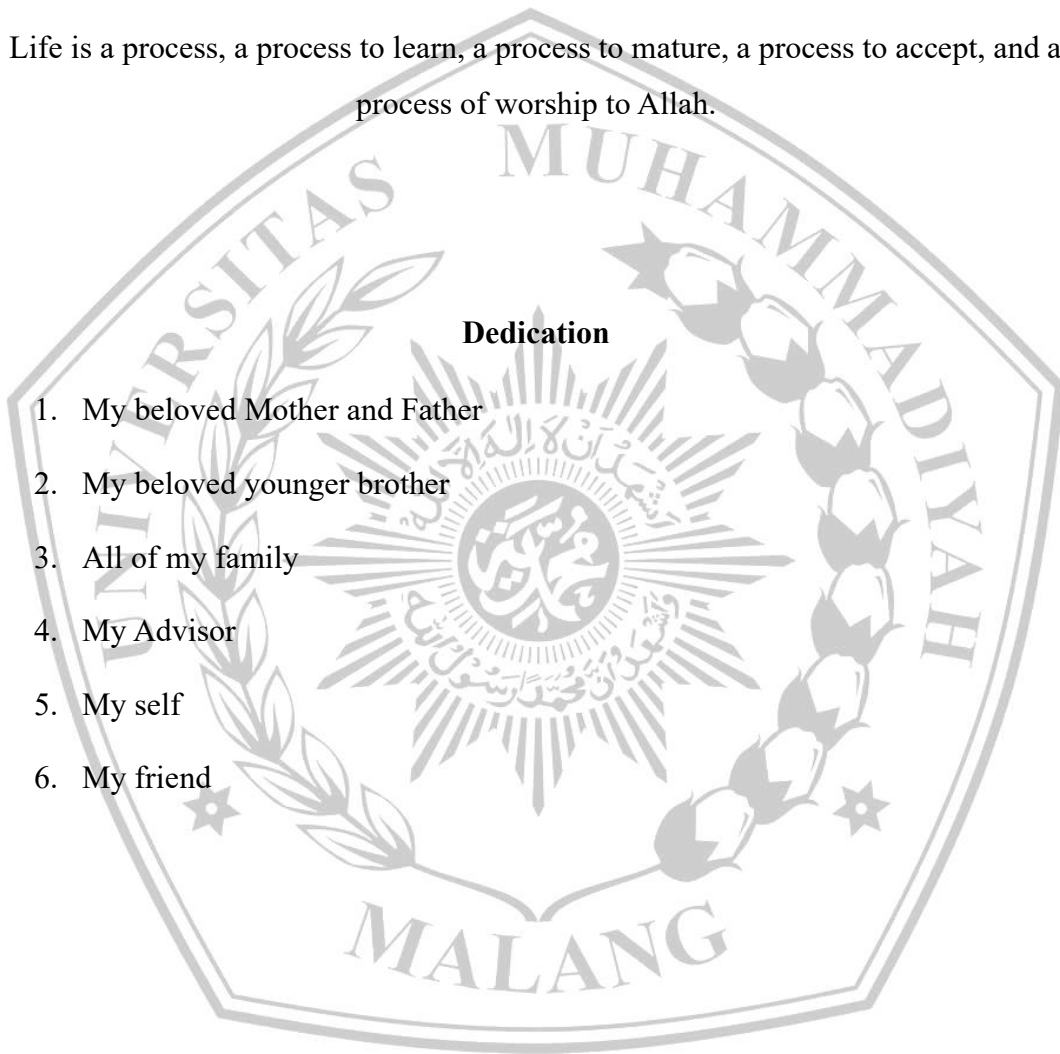 Life is a process, a process to learn, a process to mature, a process to accept, and a
process of worship to Allah.
UNIVERSITAS MUHAMMADIYAH
Dedication
1. My beloved Mother and Father
2. My beloved younger brother
3. All of my family
4. My Advisor
5. My self
6. My friend
MALANG